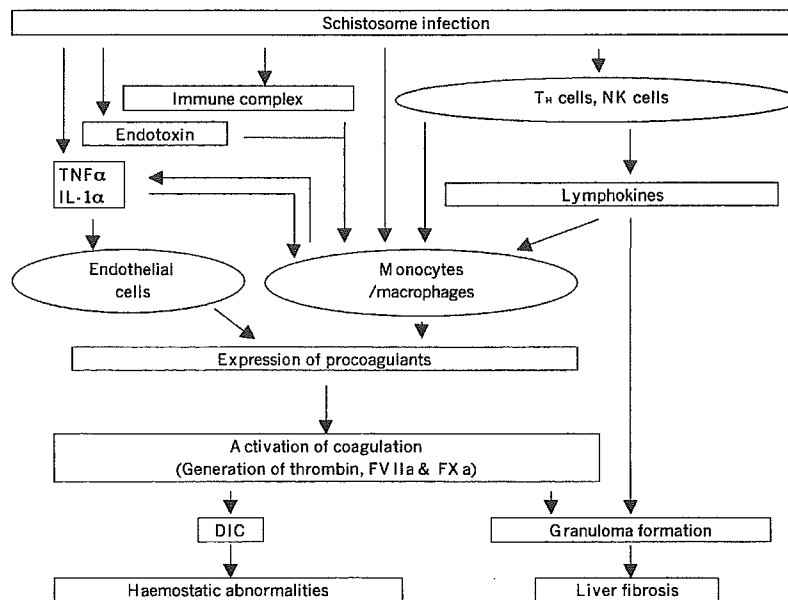 Schistosome infection
Immune complex
TH cells, NK cells
Endotoxin
TNFα
IL-1α
Lymphokines
Endothelial
cells
Monocytes
/macrophages
Expression of procoagulants
Activation of coagulation
(Generation of thrombin, FVIIa & FXa)
DIC
Granuloma formation
Haemostatic abnormalities
Liver fibrosis